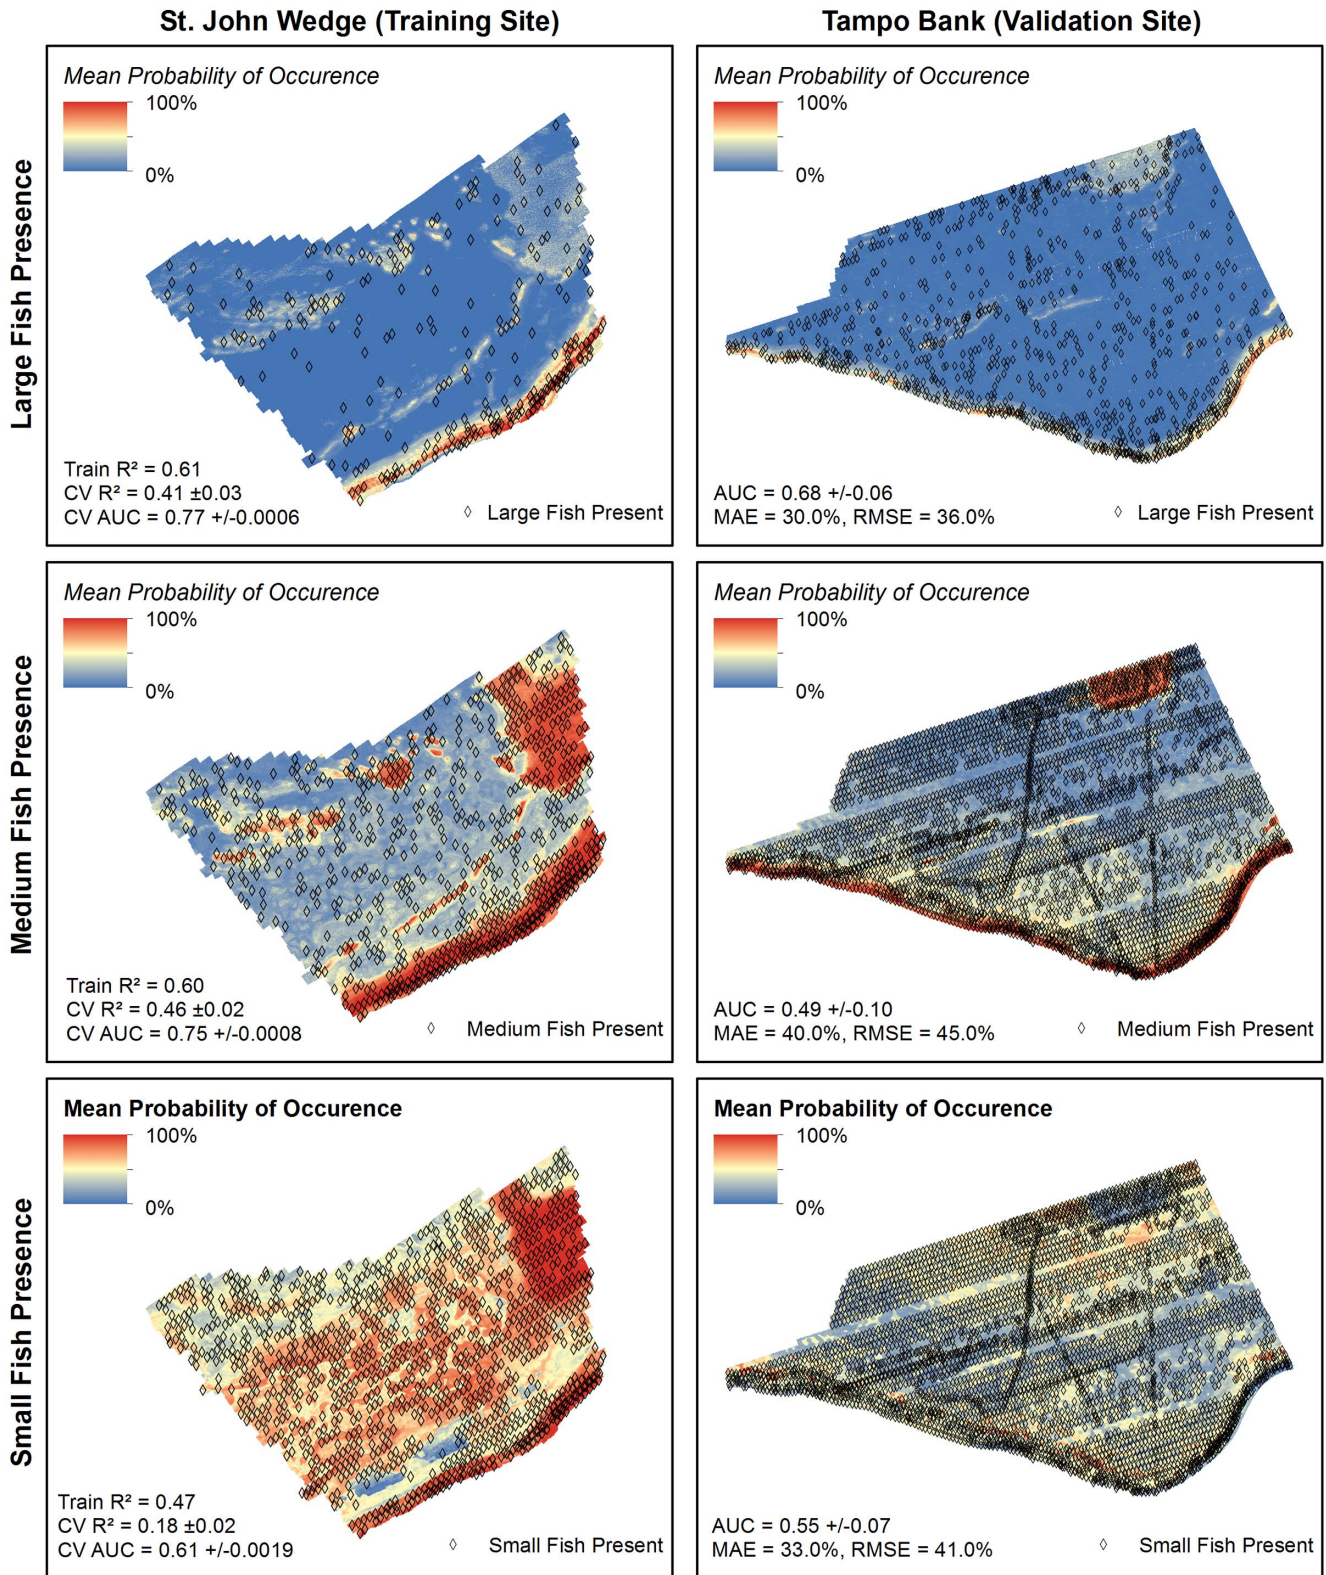 St. John Wedge (Training Site)
Tampo Bank (Validation Site)
Large Fish Presence
Mean Probability of Occurence
100%
0%
Train R² = 0.61
CV R² = 0.41 ±0.03
CV AUC = 0.77 +/-0.0006
Large Fish Present
Mean Probability of Occurence
100%
0%
AUC = 0.68 +/-0.06
MAE = 30.0%, RMSE = 36.0%
Large Fish Present
Medium Fish Presence
Mean Probability of Occurence
100%
0%
Train R² = 0.60
CV R² = 0.46 ±0.02
CV AUC = 0.75 +/-0.0008
Medium Fish Present
Mean Probability of Occurence
100%
0%
AUC = 0.49 +/-0.10
MAE = 40.0%, RMSE = 45.0%
Medium Fish Present
Small Fish Presence
Mean Probability of Occurence
100%
0%
Train R² = 0.47
CV R² = 0.18 ±0.02
CV AUC = 0.61 +/-0.0019
Small Fish Present
Mean Probability of Occurence
100%
0%
AUC = 0.55 +/-0.07
MAE = 33.0%, RMSE = 41.0%
Small Fish Present